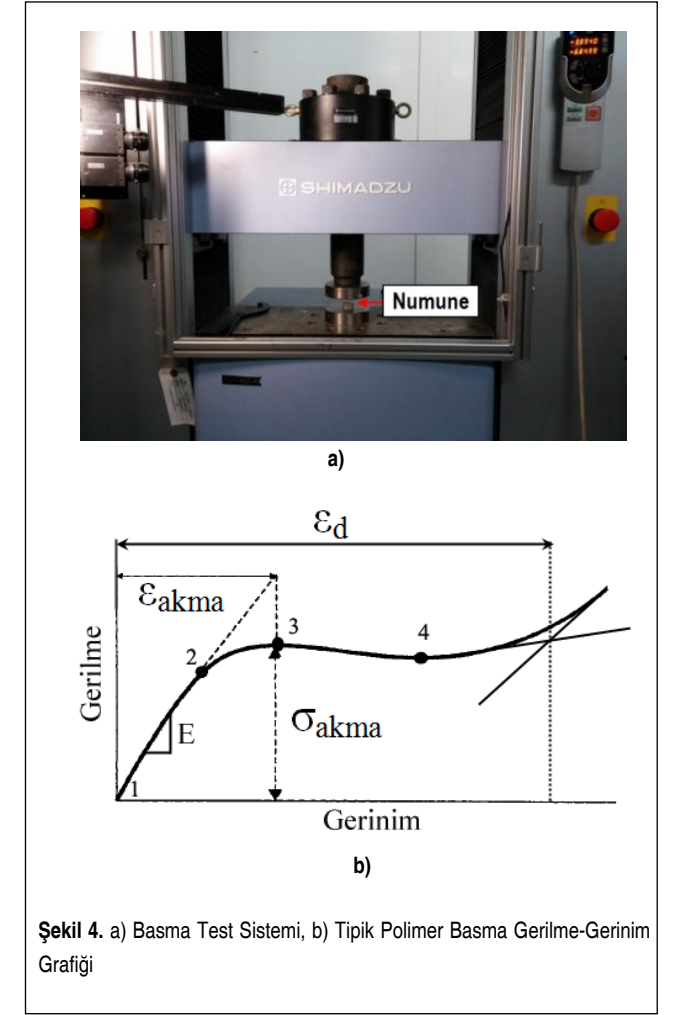 SHIMADZU
Numune
a)
εd
εakma
3
4
2
Gerilme
E
σakma
1
Gerinim
b)
Şekil 4. a) Basma Test Sistemi, b) Tipik Polimer Basma Gerilme-Gerinim
Grafiği